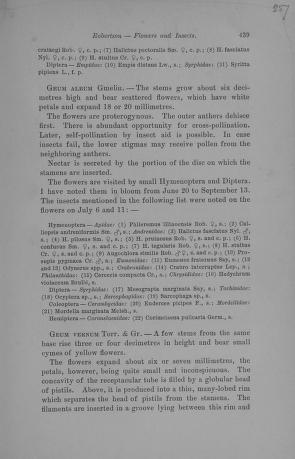 257
Robertson — Flowers and Insects. 439
crataegi Rob. ♀, c. p.; (7) Halictus pectoralis Sm. ♀, c. p.; (8) H. fasciatus
Nyl. ♀, c. p.; (9) H. stultus Cr. ♀, c. p.
Diptera — Empidae: (10) Empis distans Lw., s.; Syrphidae: (11) Syritta
pipiens L., f. p.
GEUM ALBUM Gmelin. — The stems grow about six deci-
metres high and bear scattered flowers, which have white
petals and expand 18 or 20 millimetres.
The flowers are proterogynous. The outer anthers dehisce
first. There is abundant opportunity for cross-pollination.
Later, self-pollination by insect aid is possible. In case
insects fail, the lower stigmas may receive pollen from the
neighboring anthers.
Nectar is secreted by the portion of the disc on which the
stamens are inserted.
The flowers are visited by small Hymenoptera and Diptera.
I have noted them in bloom from June 20 to September 13.
The insects mentioned in the following list were noted on the
flowers on July 6 and 11: —
Hymenoptera — Apidae: (1) Rob. ♀, s.; (2) Cal-
liopsis andreniformis Sm. ♂, s.; Andrenidae: (3) Halictus Nyl. ♂,
s.; (4) H. pilosus Sm. ♀, s.; (5) H. pruinosus Rob. ♀, s. and c. p.; (6) H.
confusus Sm. ♀, s. and c. p.; (7) H. Rob. ♀, s.; (8) H. stultus
Cr. ♀, s. and c. p.; (9) Augochlora similis Rob. ♂♀, s. and c. p.; (10) Pro-
sopis pygmaea Cr. ♂, s.; Eumenidae: (11) Eumenes fraternus Say, s.; (12
and 13) Odynerus spp., s.; Crabronidae: (14) Crabro interruptus Lep., s.;
Philanthidae: (15) Cerceris compacta Cr., s.; Chrysididae: (16) Hedychrum
violaceum Brullé, s.
Diptera — Syrphidae: (17) Mesograpta marginata Say, s.; Tachinidae:
(18) Ocyptera sp., s.; Sarcophagidae: (19) Sarcophaga sp., s.
Coleoptera — Cerambycidae: (20) Euderces picipes F., s.; Mordellidae:
(21) Mordella marginata Melsh., s.
Hemiptera — (22) Corimelaena pulicaria Germ., s.
GEUM VERNUM TORR. & GR. — A few stems from the same
base rise three or four decimetres in height and bear small
cymes of yellow flowers.
The flowers expand about six or seven millimetres, the
petals, however, being quite small and inconspicuous. The
concavity of the receptacular tube is filled by a globular head
of pistils. Above, it is produced into a thin, many-lobed rim
which separates the head of pistils from the stamens. The
filaments are inserted in a groove lying between this rim and